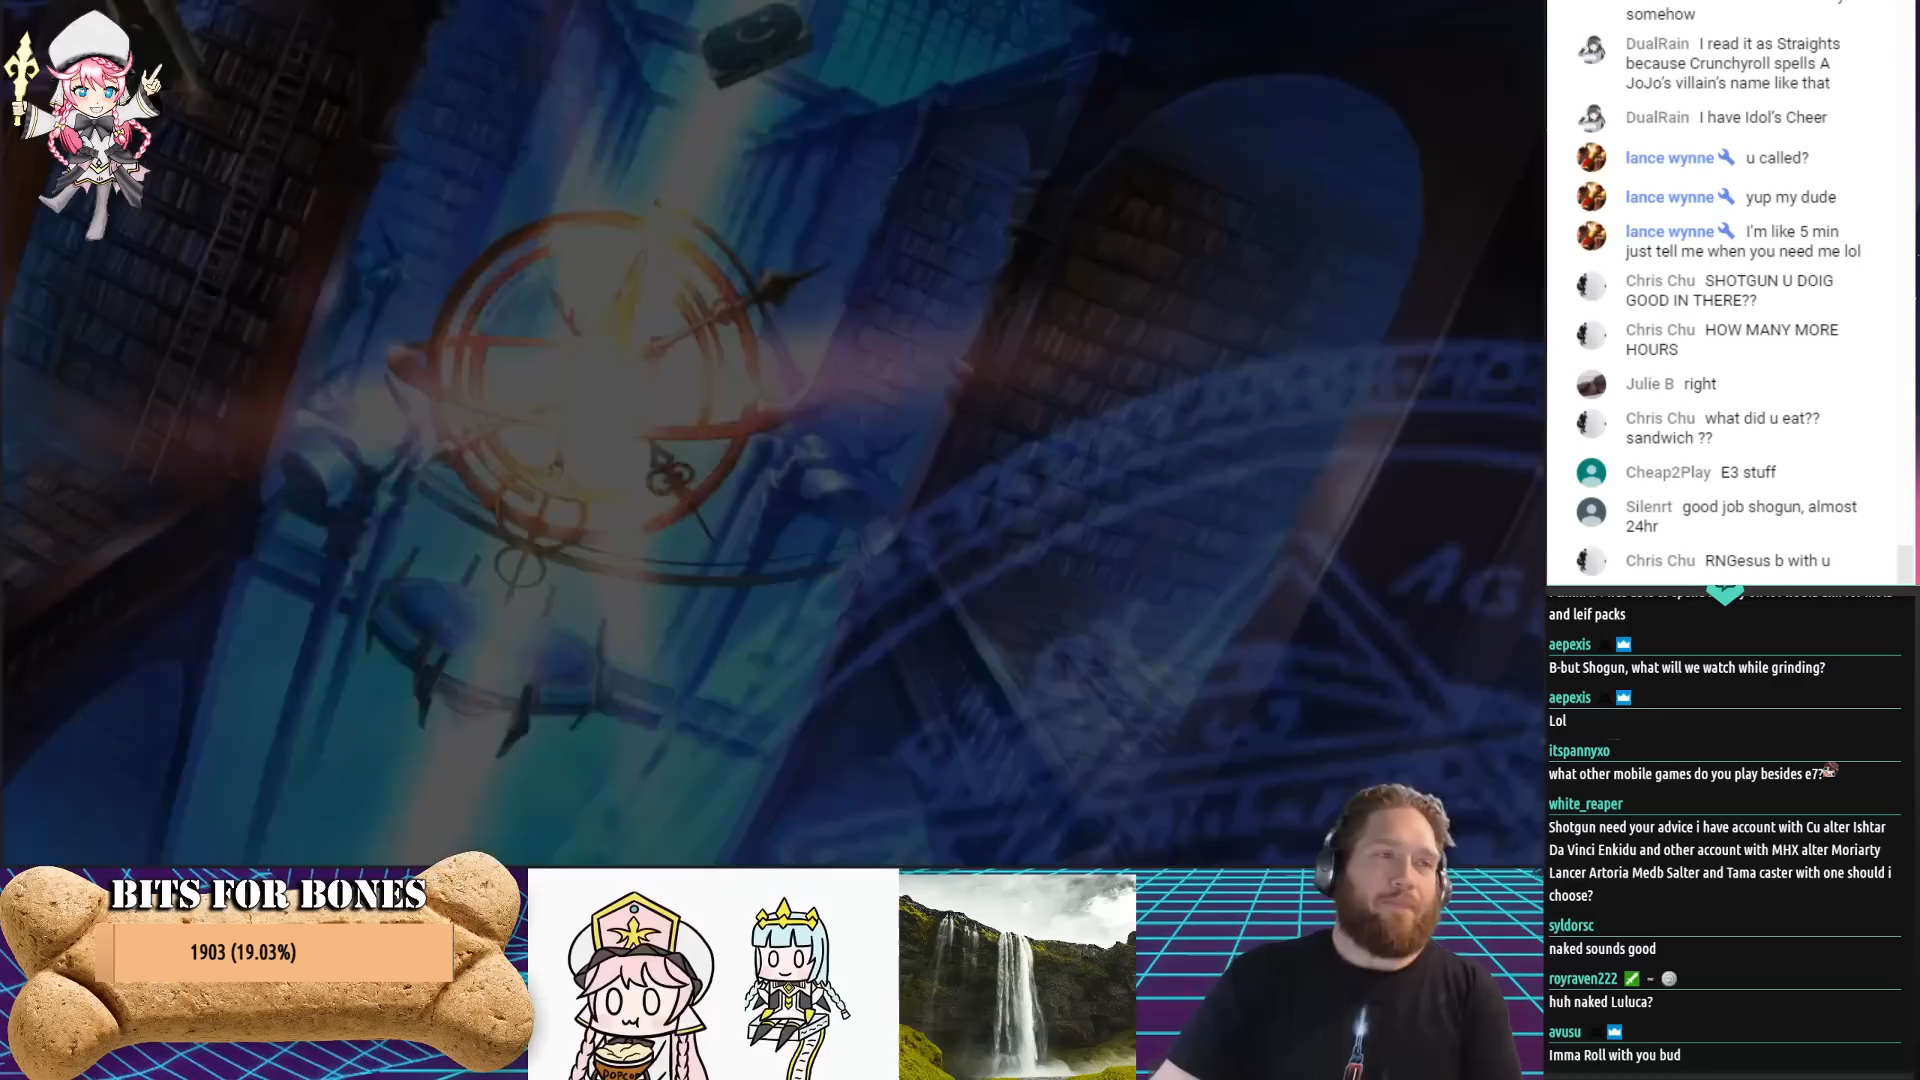 somehow
DualRain I read it as Straights
because Crunchyroll spells A
JoJo's villain's name like that
DualRain I have Idol's Cheer
lance wynne u called?
lance wynne yup my dude
lance wynne I'm like 5 min
just tell me when you need me lol
Chris Chu SHOTGUN U DOIG
GOOD IN THERE??
Chris Chu HOW MANY MORE
HOURS
Julie B right
Chris Chu what did u eat??
sandwich ??
Cheap2Play E3 stuff
Silenrt good job shogun, almost
24hr
Chris Chu RNGesus b with u
and leif packs
aepexis
B-but Shogun, what will we watch while grinding?
aepexis
Lol
itspannyxo
what other mobile games do you play besides e7?
white_reaper
Shotgun need your advice i have account with Cu alter Ishtar
Da Vinci Enkidu and other account with MHX alter Moriarty
Lancer Artoria Medb Salter and Tama caster with one should i
choose?
syldorsc
naked sounds good
royraven222
huh naked Luluca?
avusu
Imma Roll with you bud
BITS FOR BONES
1903 (19.03%)